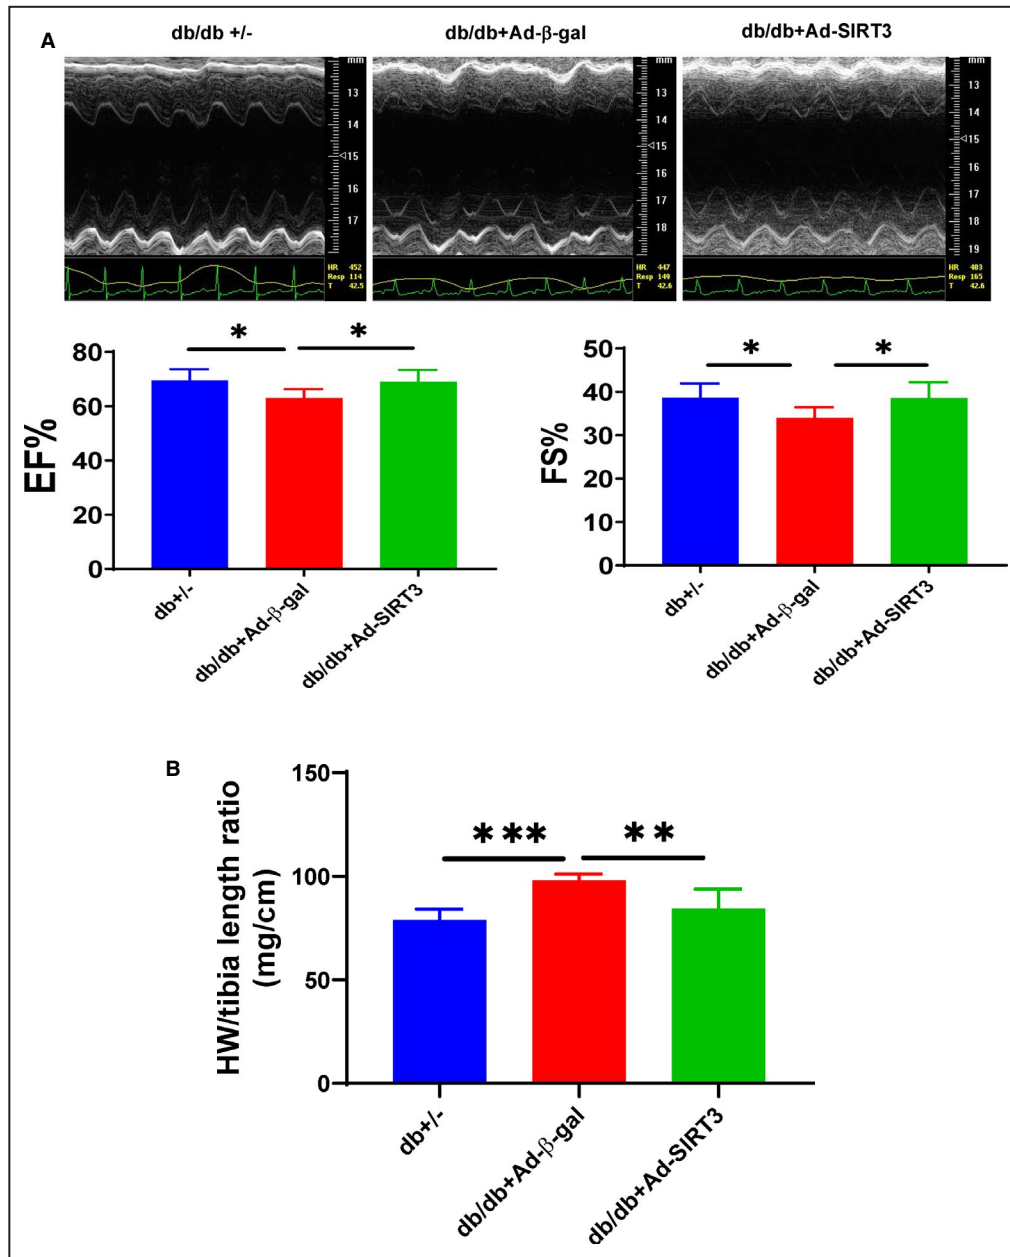 A
db/db +/-
db/db+Ad-β-gal
db/db+Ad-SIRT3
mm
13
14
15
16
17
HR 452
Resp 114
T 42.5
mm
13
14
15
16
17
18
HR 447
Resp 149
T 42.6
mm
13
14
15
16
17
18
19
HR 403
Resp 165
T 42.6
EF%
80
60
40
20
0
* *
db+/-
db/db+Ad-β-gal
db/db+Ad-SIRT3
FS%
50
40
30
20
10
0
* *
db+/-
db/db+Ad-β-gal
db/db+Ad-SIRT3
B
HW/tibia length ratio
(mg/cm)
150
100
50
0
*** **
db+/-
db/db+Ad-β-gal
db/db+Ad-SIRT3